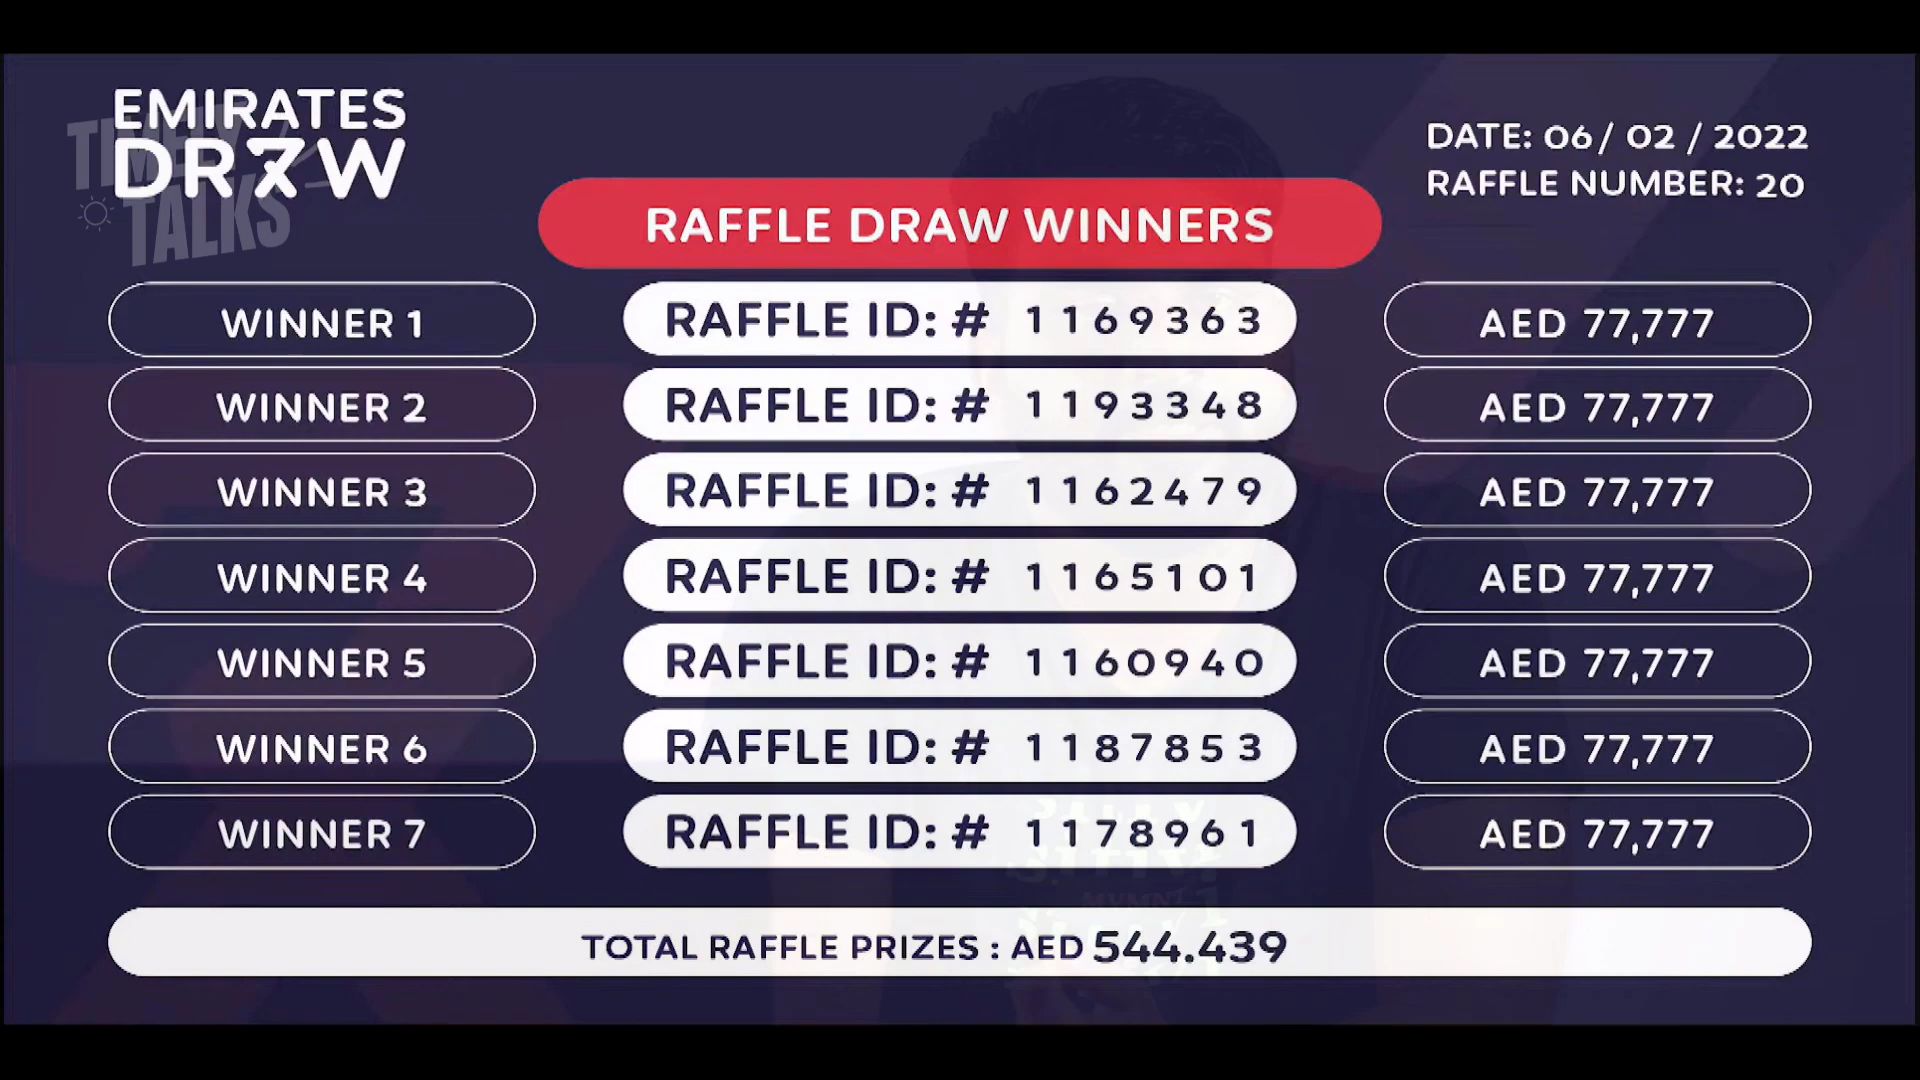 EMIRATES
DRAW
TIMELY
TALKS
DATE: 06/ 02 / 2022
RAFFLE NUMBER: 20
RAFFLE DRAW WINNERS
WINNER 1 RAFFLE ID: # 1169363 AED 77,777
WINNER 2 RAFFLE ID: # 1193348 AED 77,777
WINNER 3 RAFFLE ID: # 1162479 AED 77,777
WINNER 4 RAFFLE ID: # 1165101 AED 77,777
WINNER 5 RAFFLE ID: # 1160940 AED 77,777
WINNER 6 RAFFLE ID: # 1187853 AED 77,777
WINNER 7 RAFFLE ID: # 1178961 AED 77,777
TOTAL RAFFLE PRIZES : AED 544.439